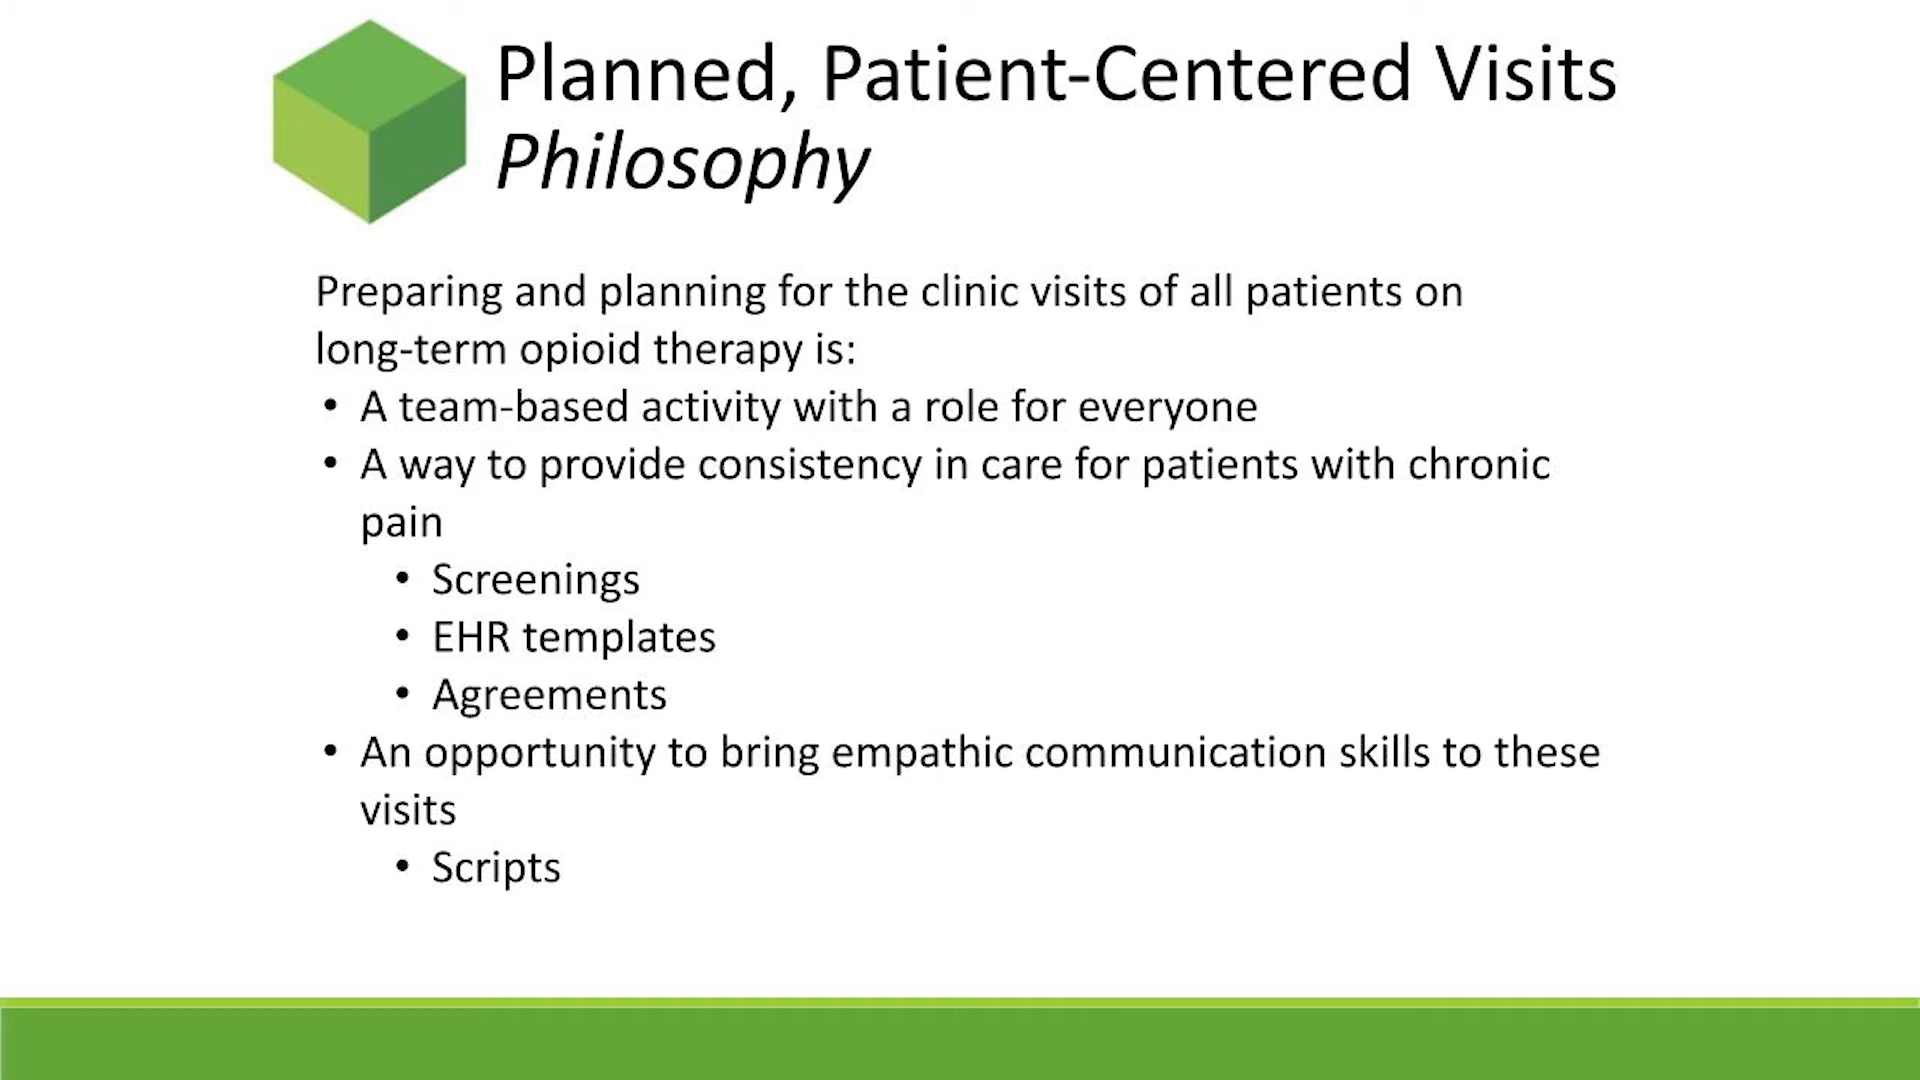 Planned, Patient-Centered Visits
Philosophy
Preparing and planning for the clinic visits of all patients on
long-term opioid therapy is:
• A team-based activity with a role for everyone
• A way to provide consistency in care for patients with chronic
pain
• Screenings
• EHR templates
• Agreements
• An opportunity to bring empathic communication skills to these
visits
• Scripts